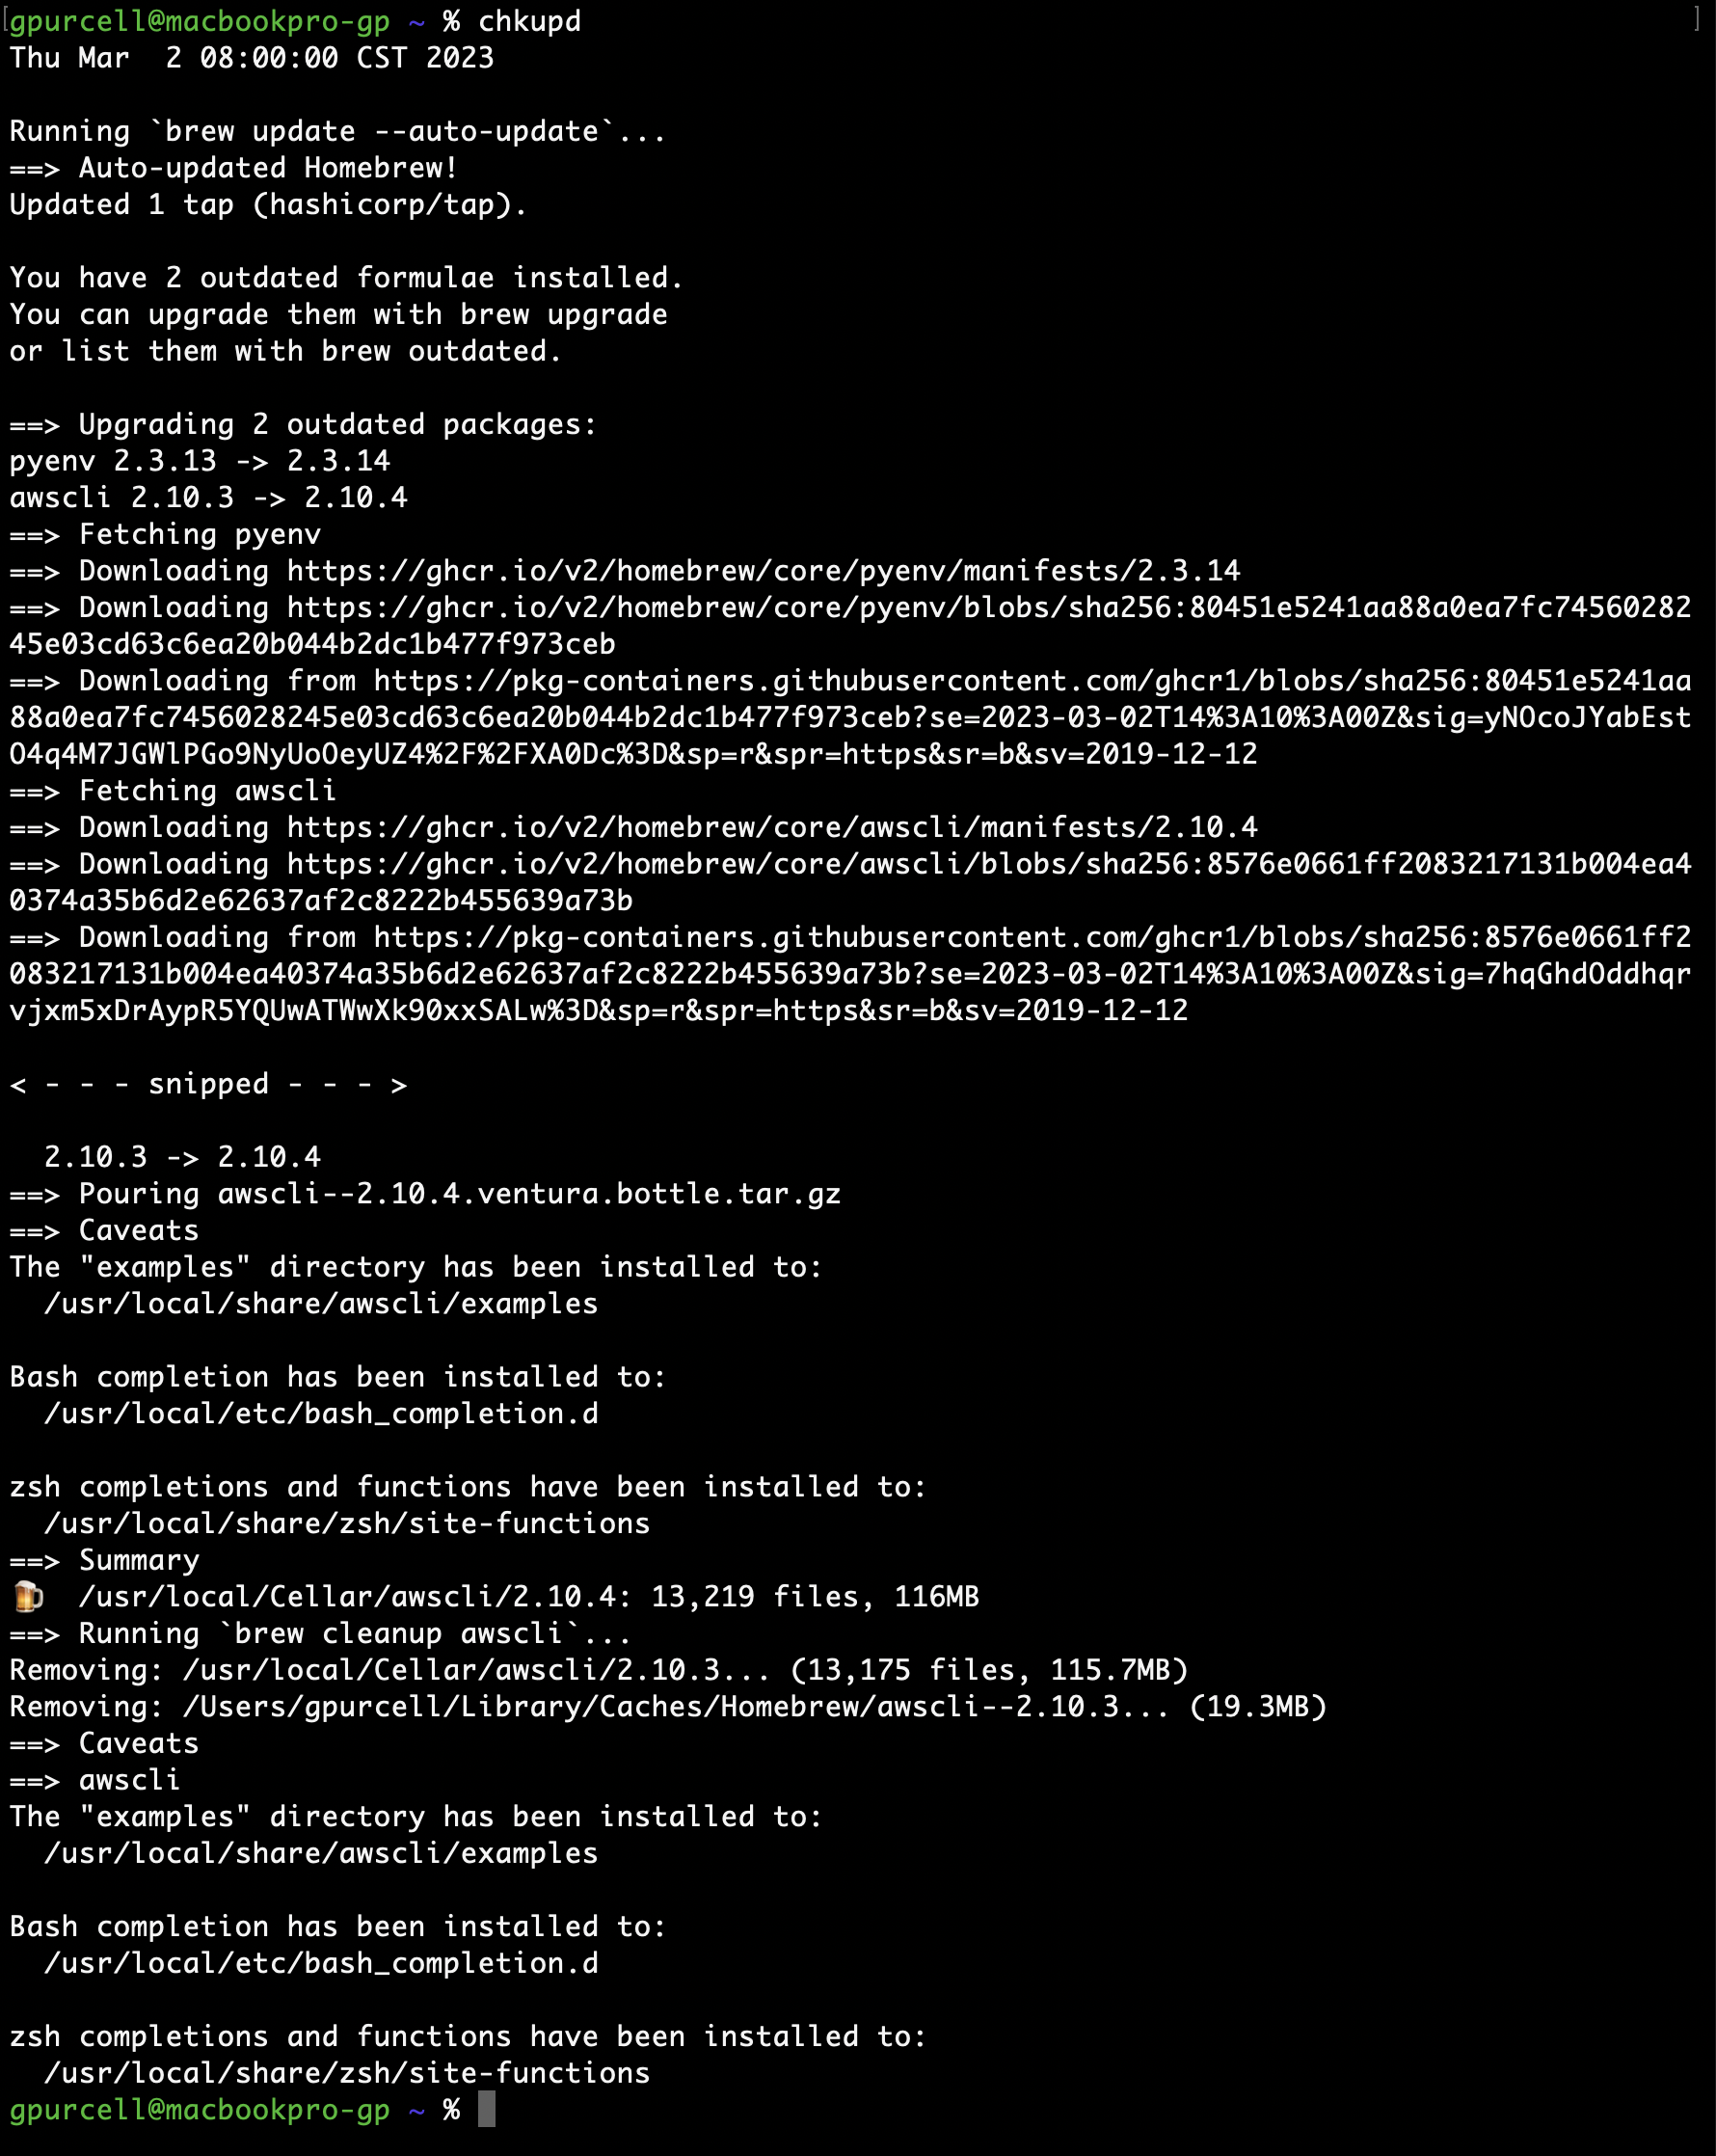 gpurcell@macbookpro-gp ~ % chkupd
Thu Mar  2 08:00:00 CST 2023

Running `brew update --auto-update`...
==> Auto-updated Homebrew!
Updated 1 tap (hashicorp/tap).

You have 2 outdated formulae installed.
You can upgrade them with brew upgrade
or list them with brew outdated.

==> Upgrading 2 outdated packages:
pyenv 2.3.13 -> 2.3.14
awscli 2.10.3 -> 2.10.4
==> Fetching pyenv
==> Downloading https://ghcr.io/v2/homebrew/core/pyenv/manifests/2.3.14
==> Downloading https://ghcr.io/v2/homebrew/core/pyenv/blobs/sha256:80451e5241aa88a0ea7fc74560282
45e03cd63c6ea20b044b2dc1b477f973ceb
==> Downloading from https://pkg-containers.githubusercontent.com/ghcr1/blobs/sha256:80451e5241aa
88a0ea7fc7456028245e03cd63c6ea20b044b2dc1b477f973ceb?se=2023-03-02T14%3A10%3A00Z&sig=yNOcoJYabEst
O4q4M7JGWlPGo9NyUoOeyUZ4%2F%2FXA0Dc%3D&sp=r&spr=https&sr=b&sv=2019-12-12
==> Fetching awscli
==> Downloading https://ghcr.io/v2/homebrew/core/awscli/manifests/2.10.4
==> Downloading https://ghcr.io/v2/homebrew/core/awscli/blobs/sha256:8576e0661ff2083217131b004ea4
0374a35b6d2e62637af2c8222b455639a73b
==> Downloading from https://pkg-containers.githubusercontent.com/ghcr1/blobs/sha256:8576e0661ff2
083217131b004ea40374a35b6d2e62637af2c8222b455639a73b?se=2023-03-02T14%3A10%3A00Z&sig=7hqGhdOddhqr
vjxm5xDrAypR5YQUwATWwXk90xxSALw%3D&sp=r&spr=https&sr=b&sv=2019-12-12

< - - - snipped - - - >

  2.10.3 -> 2.10.4
==> Pouring awscli--2.10.4.ventura.bottle.tar.gz
==> Caveats
The "examples" directory has been installed to:
  /usr/local/share/awscli/examples

Bash completion has been installed to:
  /usr/local/etc/bash_completion.d

zsh completions and functions have been installed to:
  /usr/local/share/zsh/site-functions
==> Summary
🍺  /usr/local/Cellar/awscli/2.10.4: 13,219 files, 116MB
==> Running `brew cleanup awscli`...
Removing: /usr/local/Cellar/awscli/2.10.3... (13,175 files, 115.7MB)
Removing: /Users/gpurcell/Library/Caches/Homebrew/awscli--2.10.3... (19.3MB)
==> Caveats
==> awscli
The "examples" directory has been installed to:
  /usr/local/share/awscli/examples

Bash completion has been installed to:
  /usr/local/etc/bash_completion.d

zsh completions and functions have been installed to:
  /usr/local/share/zsh/site-functions
gpurcell@macbookpro-gp ~ %